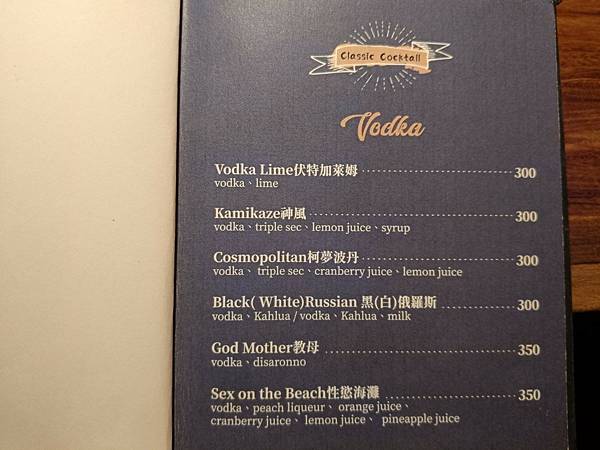 Classic Cocktail
Vodka
Vodka Lime伏特加萊姆 300
vodka、lime
Kamikaze神風 300
vodka、triple sec、lemon juice、syrup
Cosmopolitan柯夢波丹 300
vodka、 triple sec、cranberry juice、lemon juice
Black( White)Russian 黑(白)俄羅斯 300
vodka、Kahlua / vodka、Kahlua、milk
God Mother教母 350
vodka、disaronno
Sex on the Beach性慾海灘 350
vodka、peach liqueur、 orange juice、
cranberry juice、 lemon juice、 pineapple juice